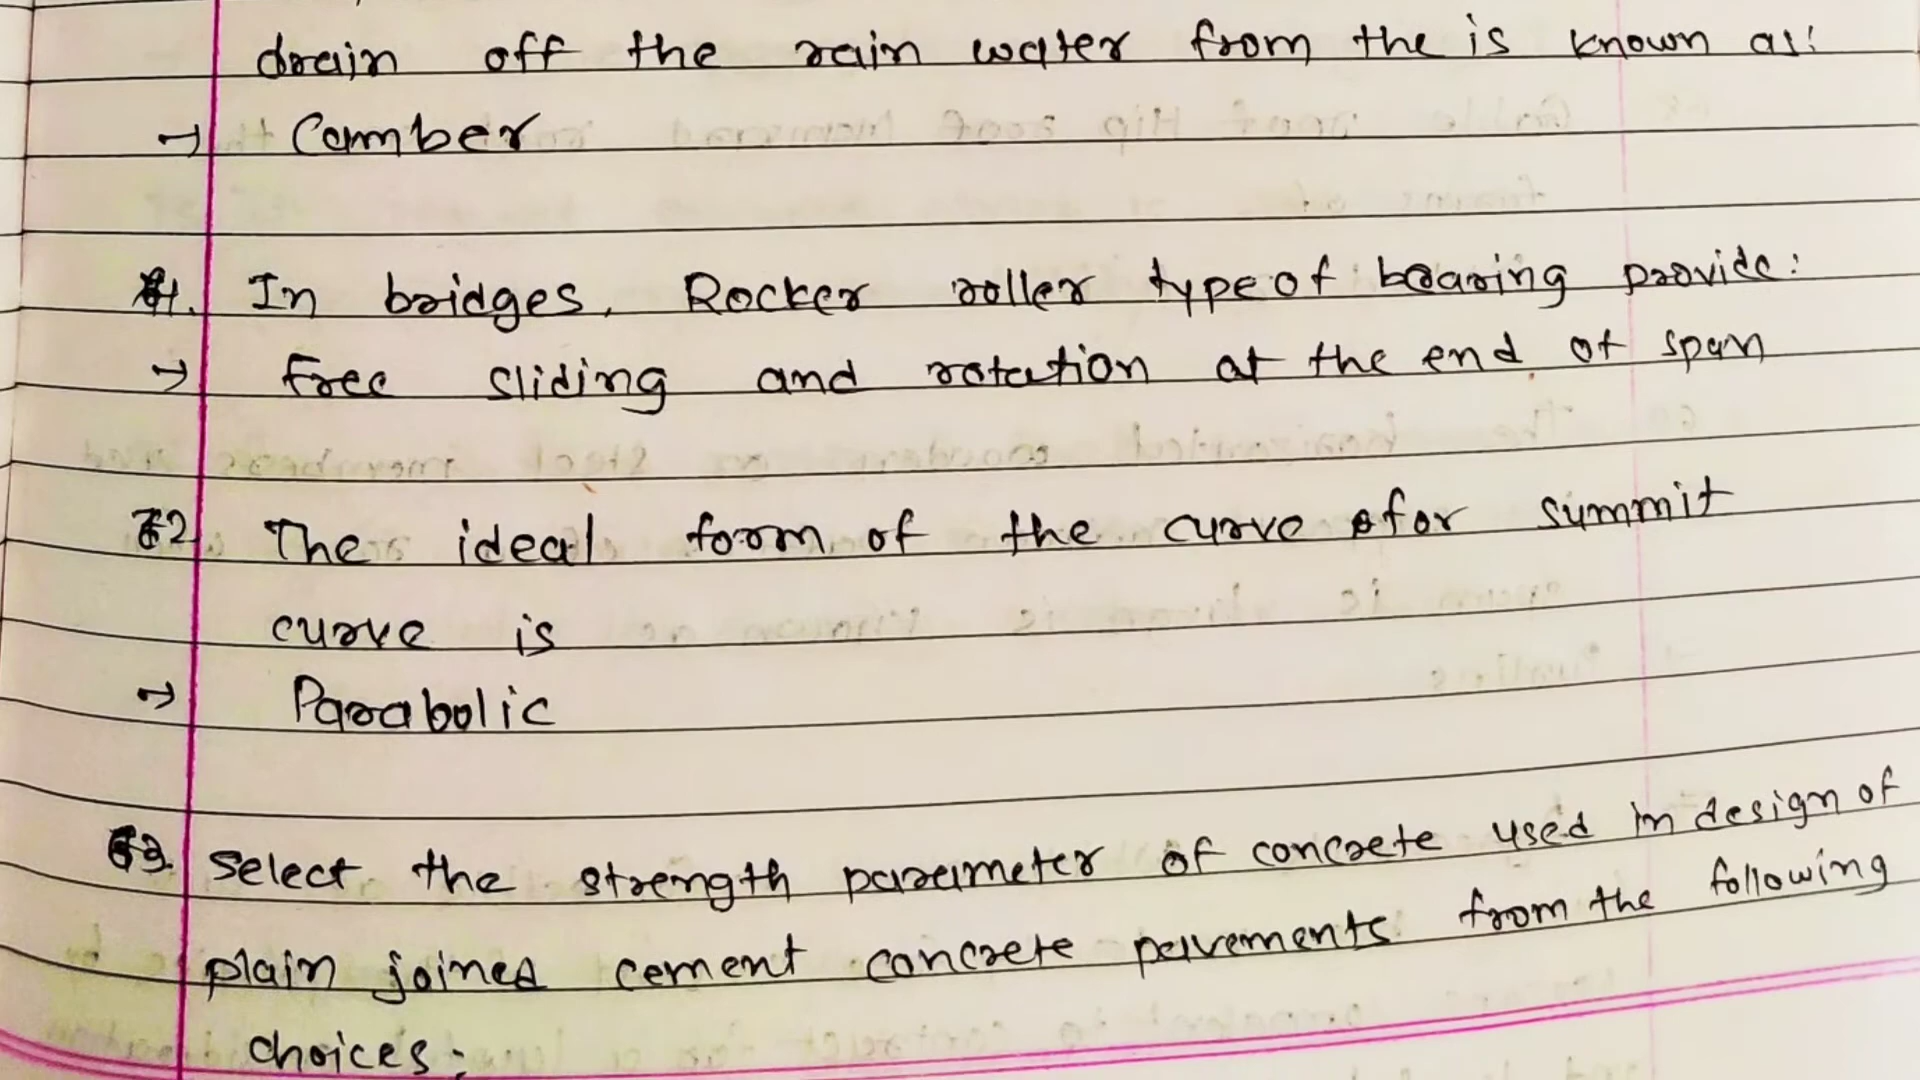 drain off the rain water from the is known as:
→ Camber
61. In bridges, Rocker roller type of bearing provide:
→ free sliding and rotation at the end of span
62. The ideal form of the curve for summit
curve is
→ Parabolic
63. Select the strength parameter of concrete used in design of
plain joined cement concrete pavements from the following
choices: